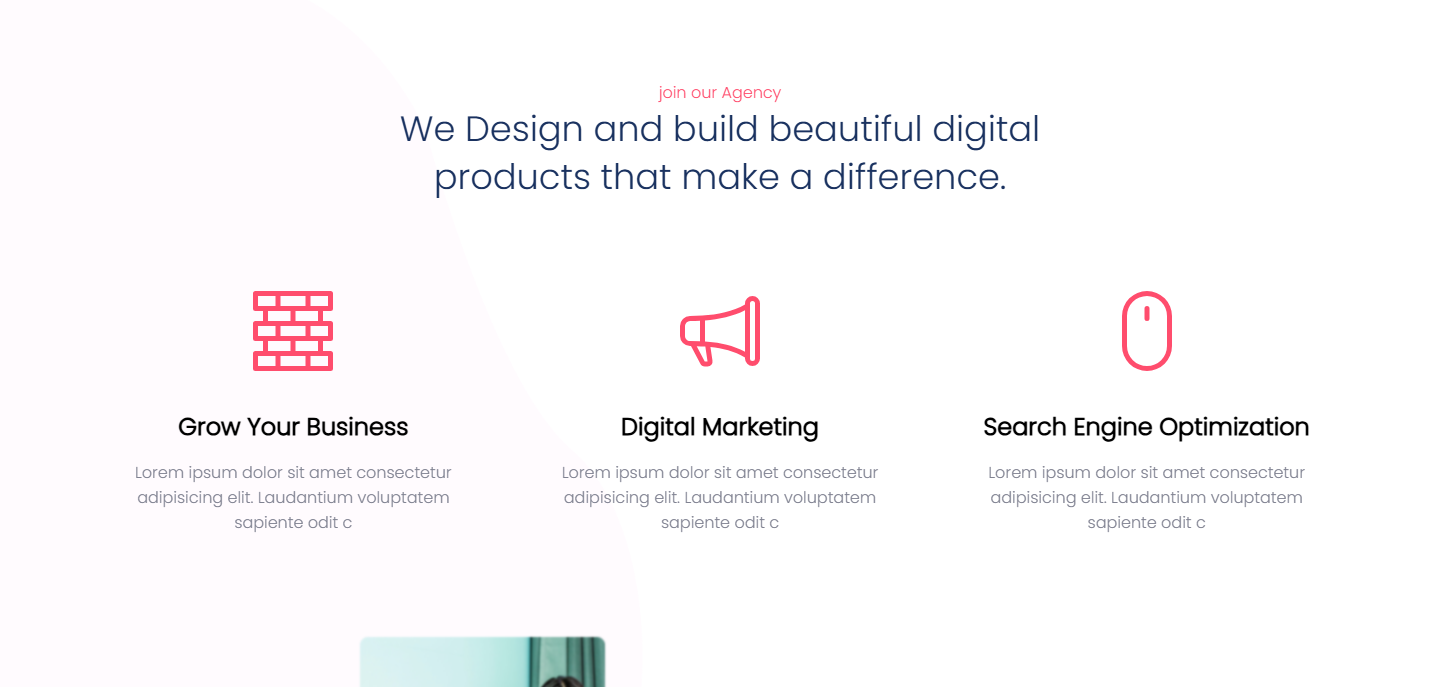 join our Agency
We Design and build beautiful digital
products that make a difference.
Grow Your Business
Lorem ipsum dolor sit amet consectetur
adipisicing elit. Laudantium voluptatem
sapiente odit c
Digital Marketing
Lorem ipsum dolor sit amet consectetur
adipisicing elit. Laudantium voluptatem
sapiente odit c
Search Engine Optimization
Lorem ipsum dolor sit amet consectetur
adipisicing elit. Laudantium voluptatem
sapiente odit c